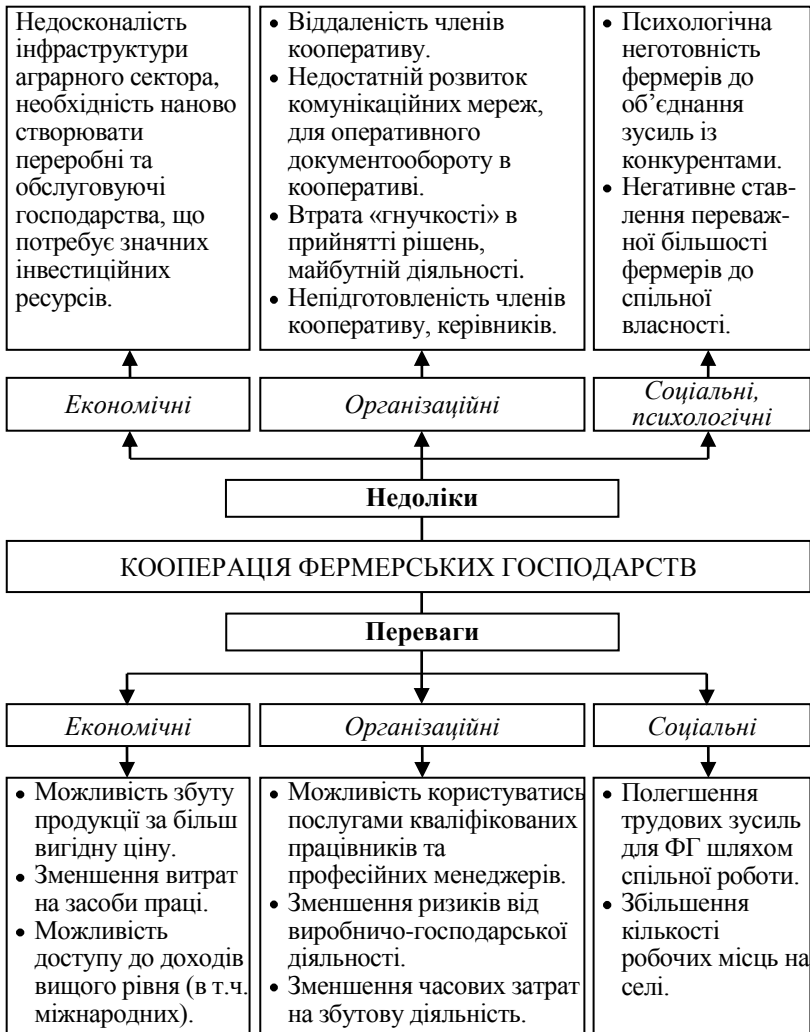 Недосконалість
інфраструктури
аграрного сектора,
необхідність наново
створювати
переробні та
обслуговуючі
господарства, що
потребує значних
інвестиційних
ресурсів.
• Віддаленість членів
кооперативу.
• Недостатній розвиток
комунікаційних мереж,
для оперативного
документообороту в
кооперативі.
• Втрата «гнучкості» в
прийнятті рішень,
майбутній діяльності.
• Непідготовленість членів
кооперативу, керівників.
• Психологічна
неготовність
фермерів до
об’єднання
зусиль із
конкурентами.
• Негативне став-
лення переваж-
ної більшості
фермерів до
спільної
власності.
Економічні
Організаційні
Соціальні,
психологічні
Недоліки
КООПЕРАЦІЯ ФЕРМЕРСЬКИХ ГОСПОДАРСТВ
Переваги
Економічні
Організаційні
Соціальні
• Можливість збуту
продукції за більш
вигідну ціну.
• Зменшення витрат
на засоби праці.
• Можливість
доступу до доходів
вищого рівня (в т.ч.
міжнародних).
• Можливість користуватись
послугами кваліфікованих
працівників та
професійних менеджерів.
• Зменшення ризиків від
виробничо-господарської
діяльності.
• Зменшення часових затрат
на збутову діяльність.
• Полегшення
трудових зусиль
для ФГ шляхом
спільної роботи.
• Збільшення
кількості
робочих місць на
селі.